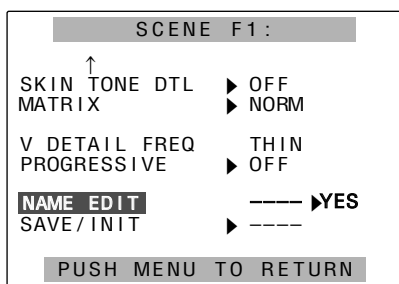 SCENE F1:
↑
SKIN TONE DTL ▶ OFF
MATRIX ▶ NORM
V DETAIL FREQ THIN
PROGRESSIVE ▶ OFF
NAME EDIT ---- ▶YES
SAVE/INIT ▶ ----
PUSH MENU TO RETURN